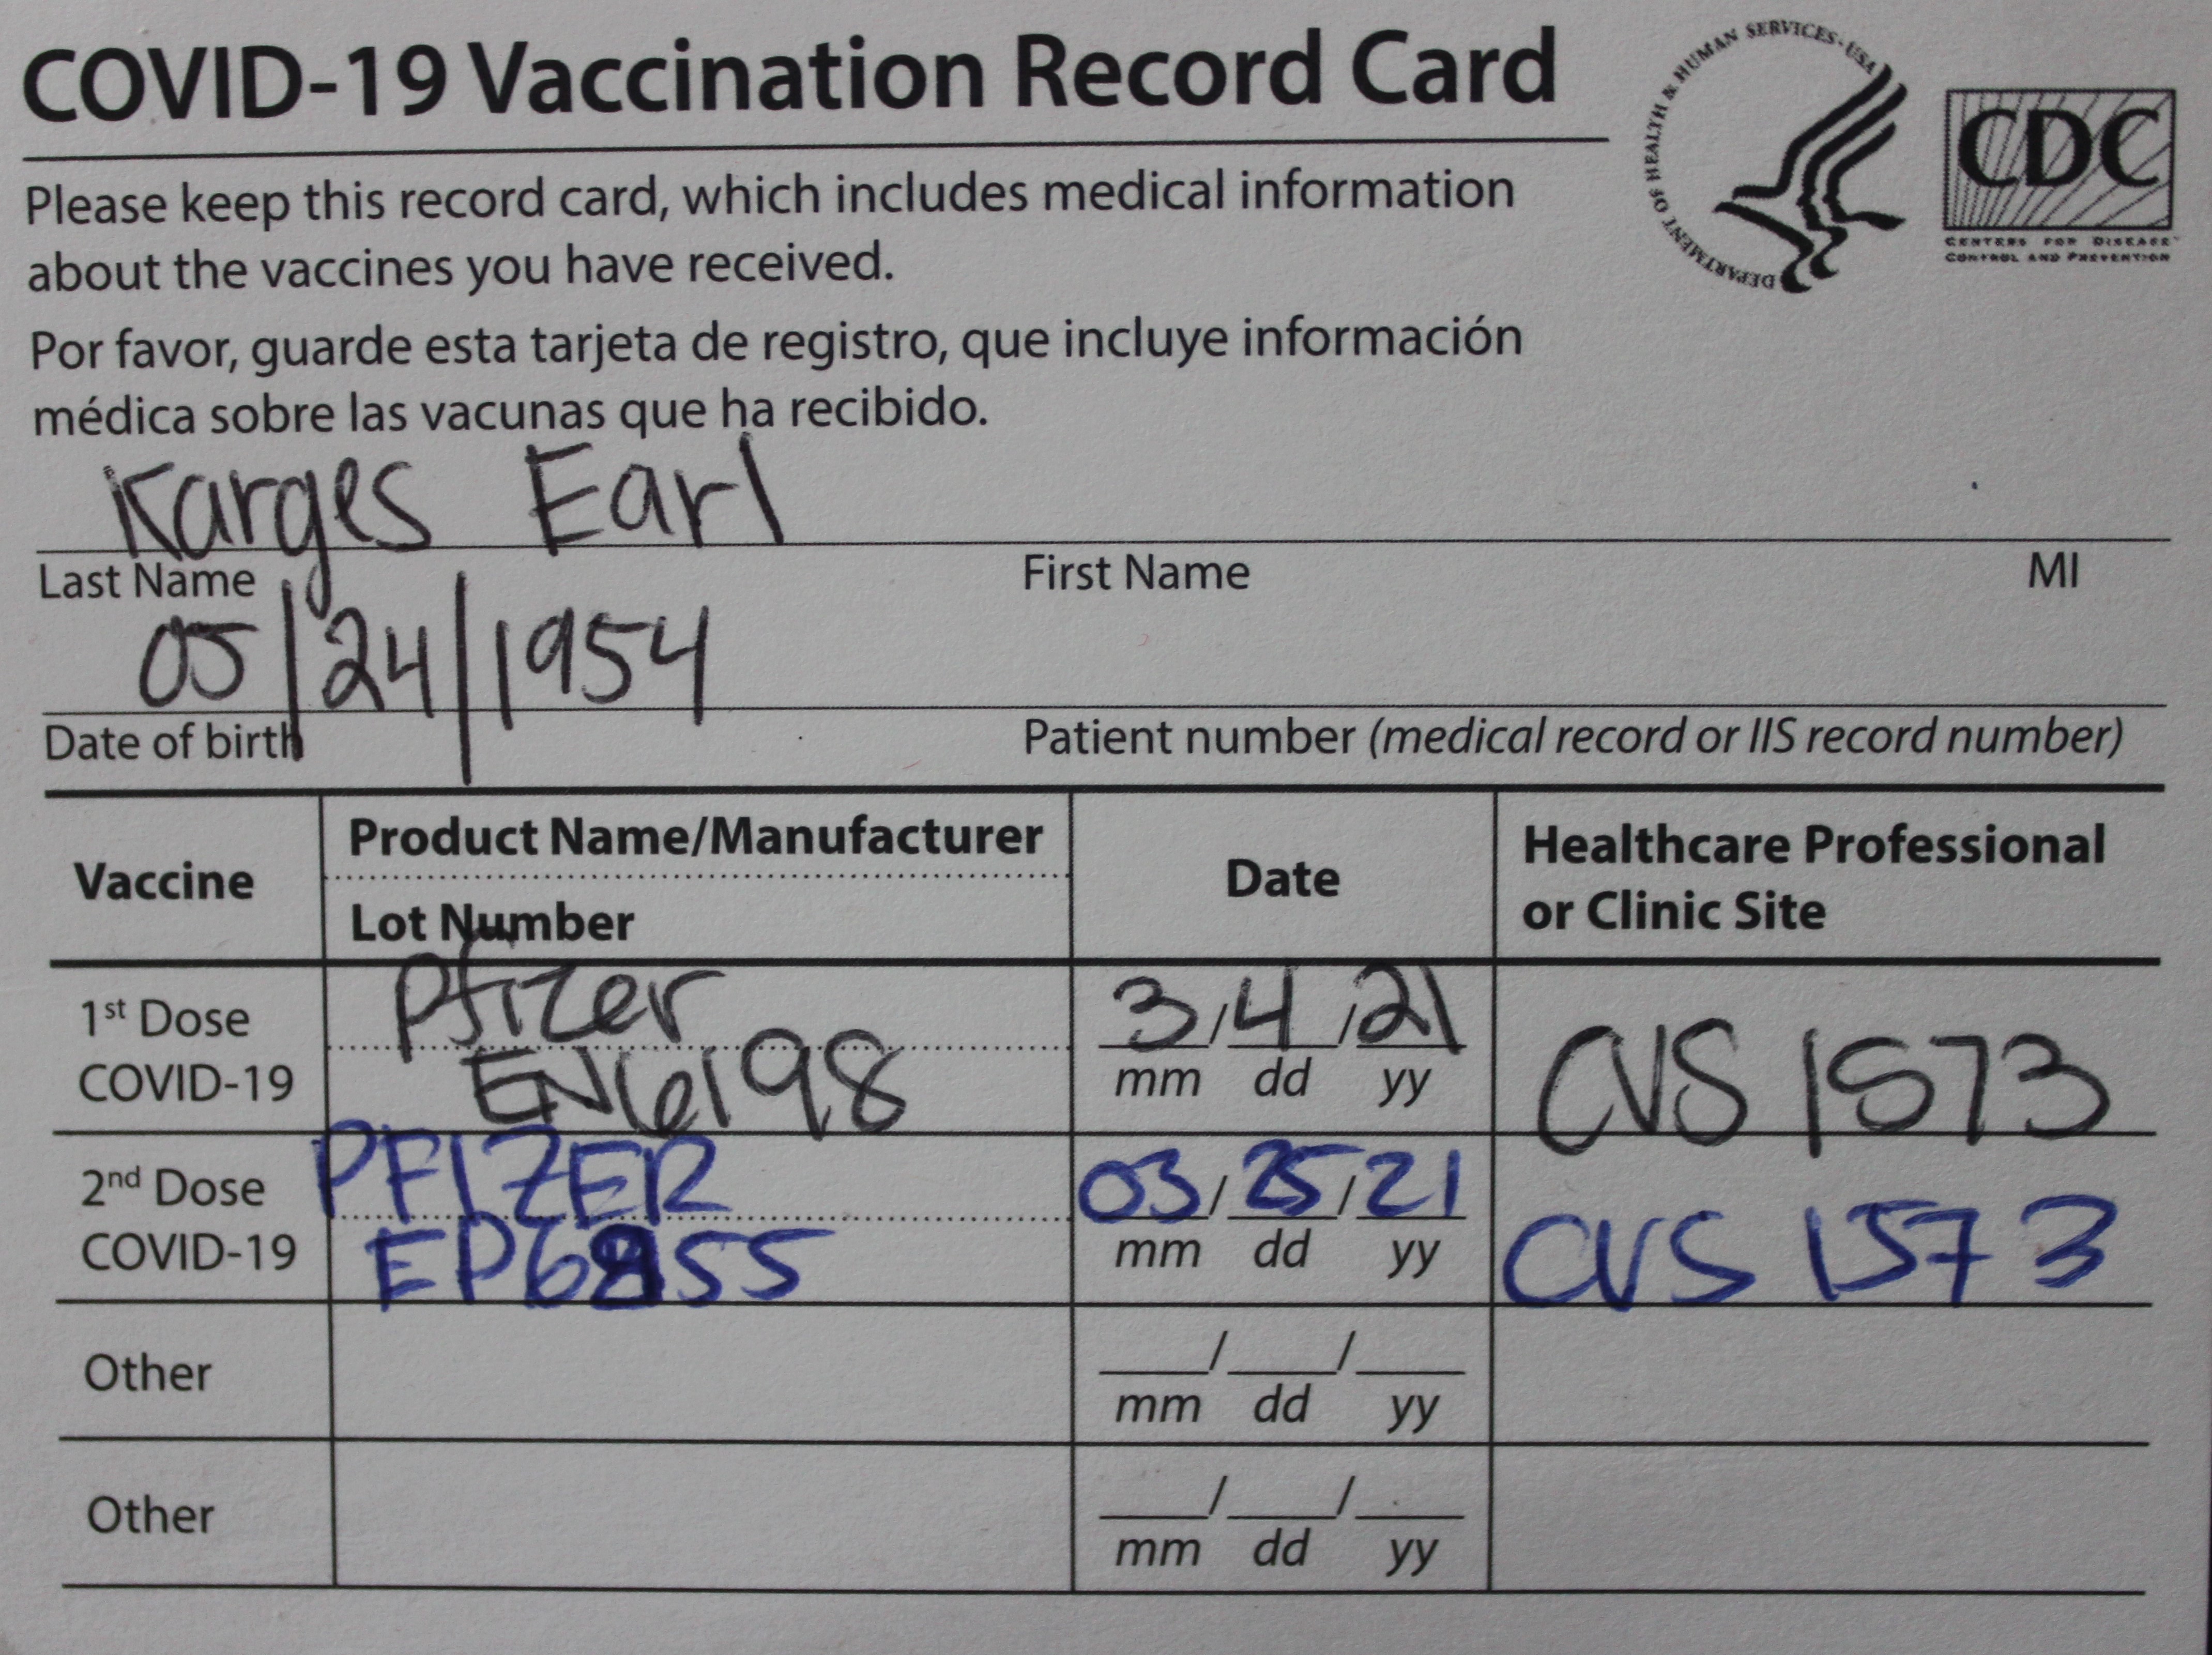 COVID-19 Vaccination Record Card
DEPARTMENT OF HEALTH & HUMAN SERVICES·USA
CDC
CENTERS FOR DISEASE
CONTROL AND PREVENTION
Please keep this record card, which includes medical information
about the vaccines you have received.
Por favor, guarde esta tarjeta de registro, que incluye información
médica sobre las vacunas que ha recibido.
Karges Earl
Last Name First Name MI
05/24/1954
Date of birth Patient number (medical record or IIS record number)
Vaccine
Product Name/Manufacturer
Lot Number
Date
Healthcare Professional
or Clinic Site
1st Dose
COVID-19
Pfizer
EN6198
3/4/21
mm dd yy
CVS 1573
2nd Dose
COVID-19
PFIZER
03/25/21
mm dd yy
CVS 1573
Other
/ /
mm dd yy
Other
/ /
mm dd yy